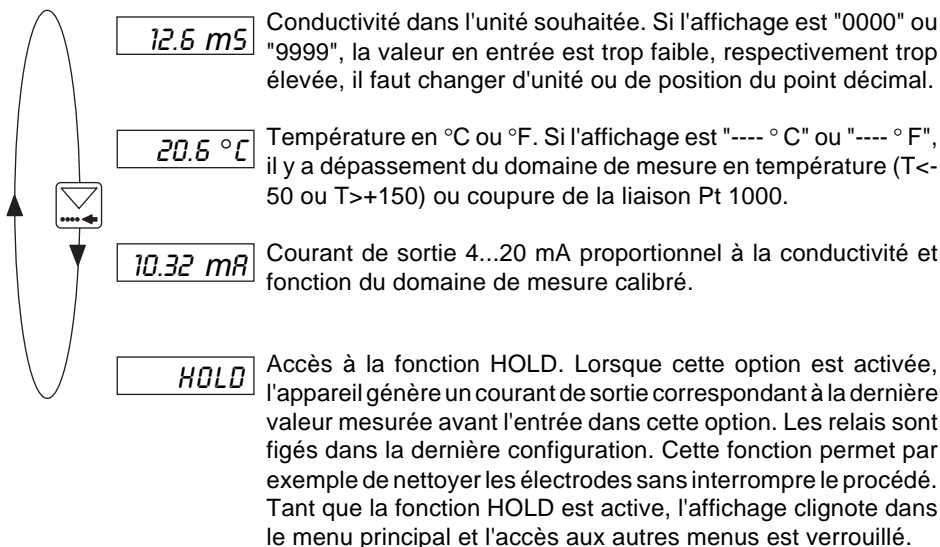 12.6 mS
Conductivité dans l'unité souhaitée. Si l'affichage est "0000" ou
"9999", la valeur en entrée est trop faible, respectivement trop
élevée, il faut changer d'unité ou de position du point décimal.
20.6 °C
Température en °C ou °F. Si l'affichage est "---- ° C" ou "---- ° F",
il y a dépassement du domaine de mesure en température (T<-
50 ou T>+150) ou coupure de la liaison Pt 1000.
10.32 mA
Courant de sortie 4...20 mA proportionnel à la conductivité et
fonction du domaine de mesure calibré.
HOLD
Accès à la fonction HOLD. Lorsque cette option est activée,
l'appareil génère un courant de sortie correspondant à la dernière
valeur mesurée avant l'entrée dans cette option. Les relais sont
figés dans la dernière configuration. Cette fonction permet par
exemple de nettoyer les électrodes sans interrompre le procédé.
Tant que la fonction HOLD est active, l'affichage clignote dans
le menu principal et l'accès aux autres menus est verrouillé.